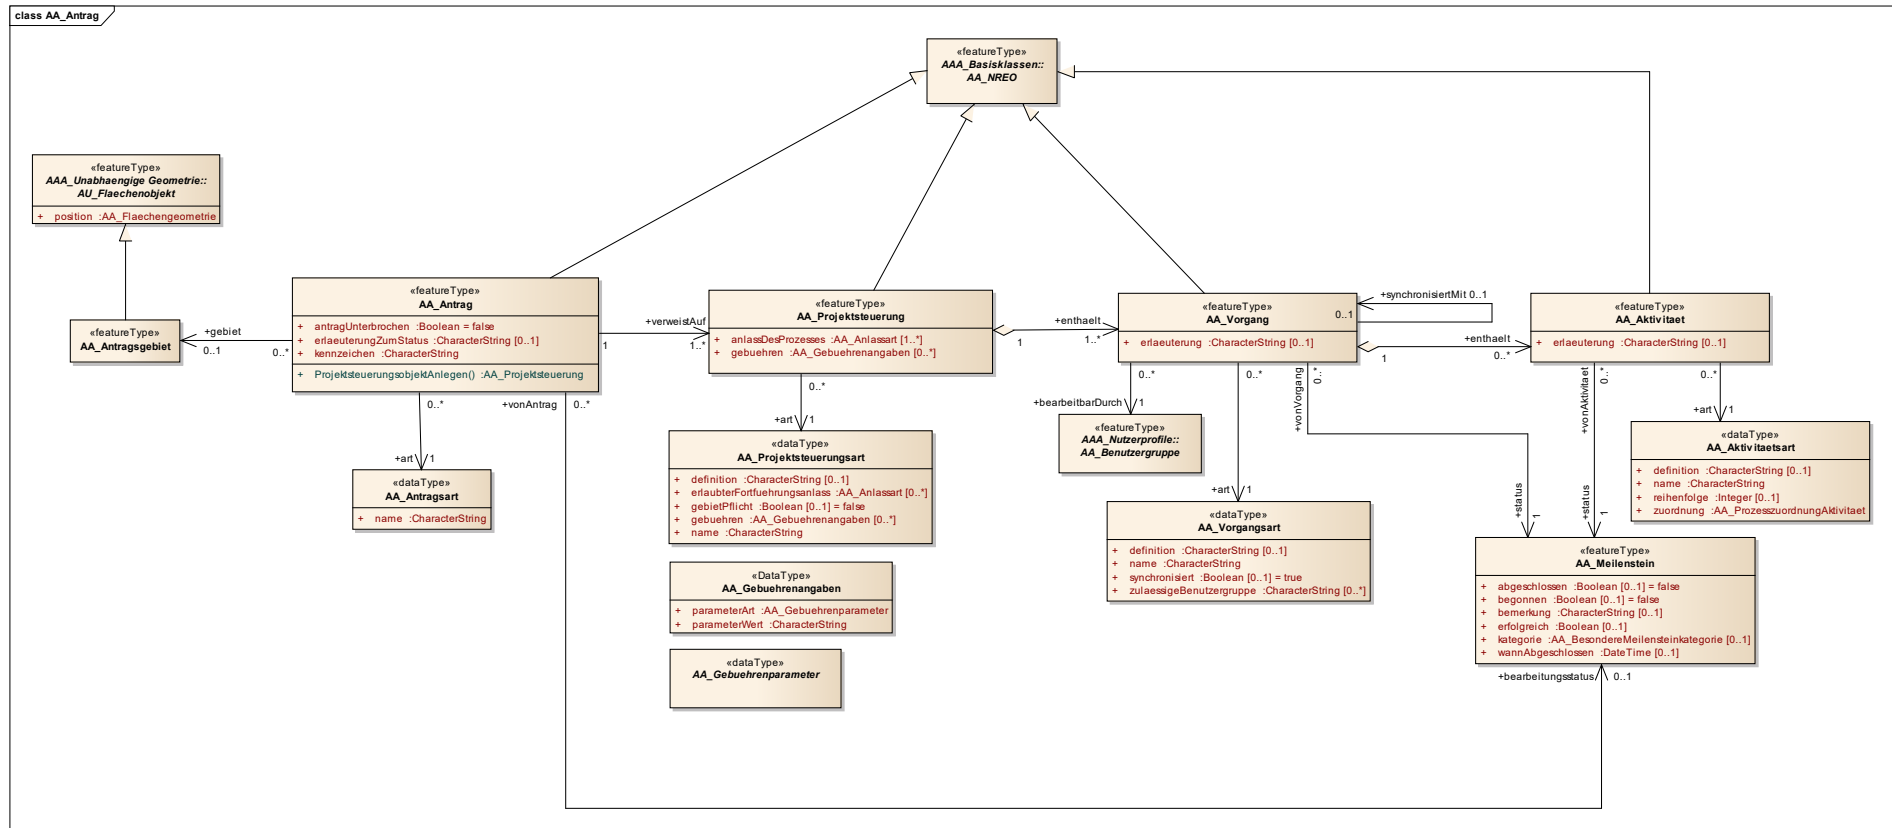 class AA_Antrag
«featureType»
AAA_Basisklassen::
AA_NREO
«featureType»
AAA_Unabhaengige Geometrie::
AU_Flaechenobjekt
+ position :AA_Flaechengeometrie
«featureType»
AA_Antragsgebiet
+gebiet
0..1
0..*
«featureType»
AA_Antrag
+ antragUnterbrochen :Boolean = false
+ erlaeuterungZumStatus :CharacterString [0..1]
+ kennzeichen :CharacterString
+ ProjektsteuerungsobjektAnlegen() :AA_Projektsteuerung
+verweistAuf
1
1..*
«featureType»
AA_Projektsteuerung
+ anlassDesProzesses :AA_Anlassart [1..*]
+ gebuehren :AA_Gebuehrenangaben [0..*]
+enthaelt
1
1..*
«featureType»
AA_Vorgang
+ erlaeuterung :CharacterString [0..1]
+synchronisiertMit 0..1
0..1
+enthaelt
1
0..*
«featureType»
AA_Aktivitaet
+ erlaeuterung :CharacterString [0..1]
0..*
+art
1
«dataType»
AA_Antragsart
+ name :CharacterString
+vonAntrag
0..*
0..*
+art
1
«dataType»
AA_Projektsteuerungsart
+ definition :CharacterString [0..1]
+ erlaubterFortfuehrungsanlass :AA_Anlassart [0..*]
+ gebietPflicht :Boolean [0..1] = false
+ gebuehren :AA_Gebuehrenangaben [0..*]
+ name :CharacterString
«DataType»
AA_Gebuehrenangaben
+ parameterArt :AA_Gebuehrenparameter
+ parameterWert :CharacterString
«dataType»
AA_Gebuehrenparameter
0..*
+bearbeitbarDurch
1
«featureType»
AAA_Nutzerprofile::
AA_Benutzergruppe
0..*
+art
1
«dataType»
AA_Vorgangsart
+ definition :CharacterString [0..1]
+ name :CharacterString
+ synchronisiert :Boolean [0..1] = true
+ zulaessigeBenutzergruppe :CharacterString [0..*]
+vonVorgang
0..*
+status
1
+vonAktivitaet
0..*
+status
1
0..*
+art
1
«dataType»
AA_Aktivitaetsart
+ definition :CharacterString [0..1]
+ name :CharacterString
+ reihenfolge :Integer [0..1]
+ zuordnung :AA_ProzesszuordnungAktivitaet
«featureType»
AA_Meilenstein
+ abgeschlossen :Boolean [0..1] = false
+ begonnen :Boolean [0..1] = false
+ bemerkung :CharacterString [0..1]
+ erfolgreich :Boolean [0..1]
+ kategorie :AA_BesondereMeilensteinkategorie [0..1]
+ wannAbgeschlossen :DateTime [0..1]
+bearbeitungsstatus
0..1